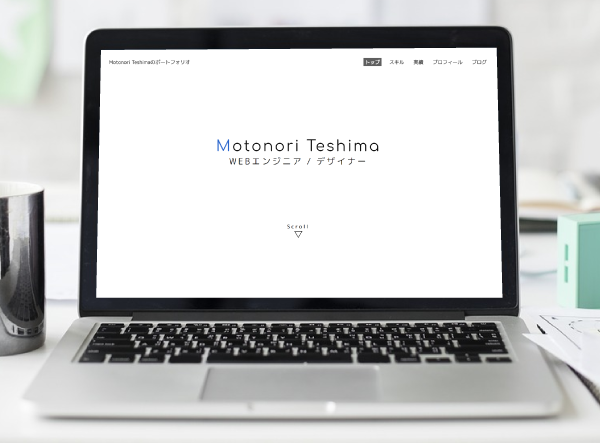 Motonori Teshimaのポートフォリオ
トップ スキル 実績 プロフィール ブログ
Motonori Teshima
WEBエンジニア / デザイナー
Scroll